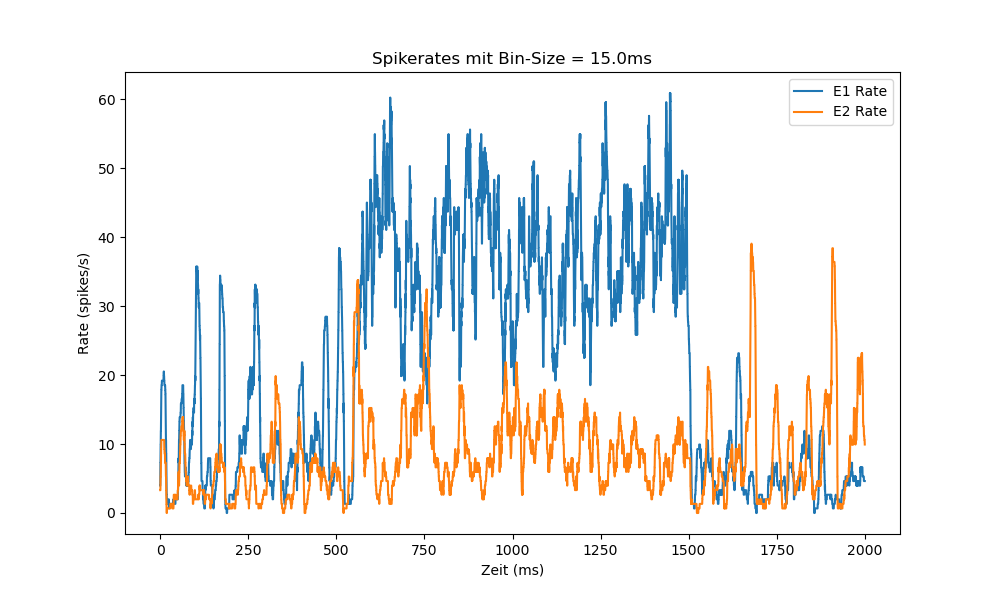 Spikerates mit Bin-Size = 15.0ms
E1 Rate
E2 Rate
60
50
40
30
20
10
0
Rate (spikes/s)
0 250 500 750 1000 1250 1500 1750 2000
Zeit (ms)